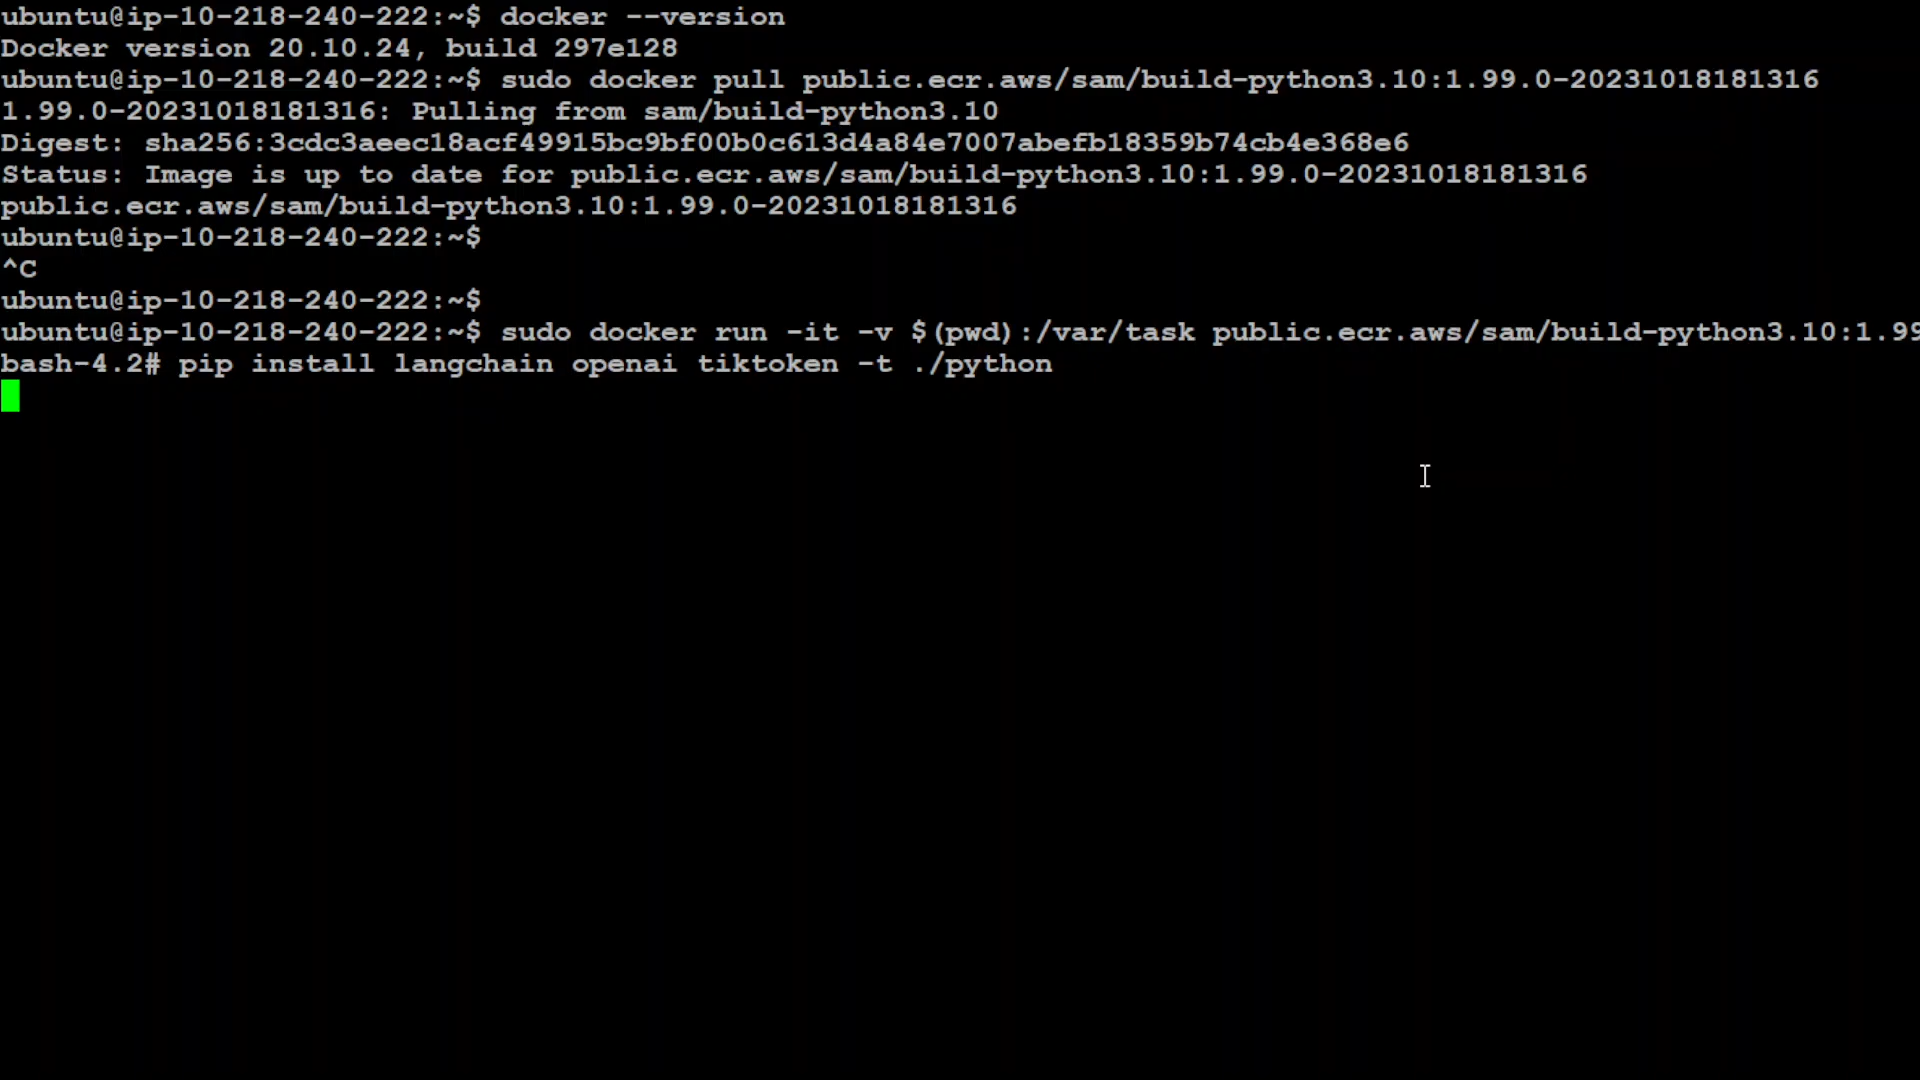 ubuntu@ip-10-218-240-222:~$ docker --version
Docker version 20.10.24, build 297e128
ubuntu@ip-10-218-240-222:~$ sudo docker pull public.ecr.aws/sam/build-python3.10:1.99.0-20231018181316
1.99.0-20231018181316: Pulling from sam/build-python3.10
Digest: sha256:3cdc3aeec18acf49915bc9bf00b0c613d4a84e7007abefb18359b74cb4e368e6
Status: Image is up to date for public.ecr.aws/sam/build-python3.10:1.99.0-20231018181316
public.ecr.aws/sam/build-python3.10:1.99.0-20231018181316
ubuntu@ip-10-218-240-222:~$
^C
ubuntu@ip-10-218-240-222:~$
ubuntu@ip-10-218-240-222:~$ sudo docker run -it -v $(pwd):/var/task public.ecr.aws/sam/build-python3.10:1.99
bash-4.2# pip install langchain openai tiktoken -t ./python